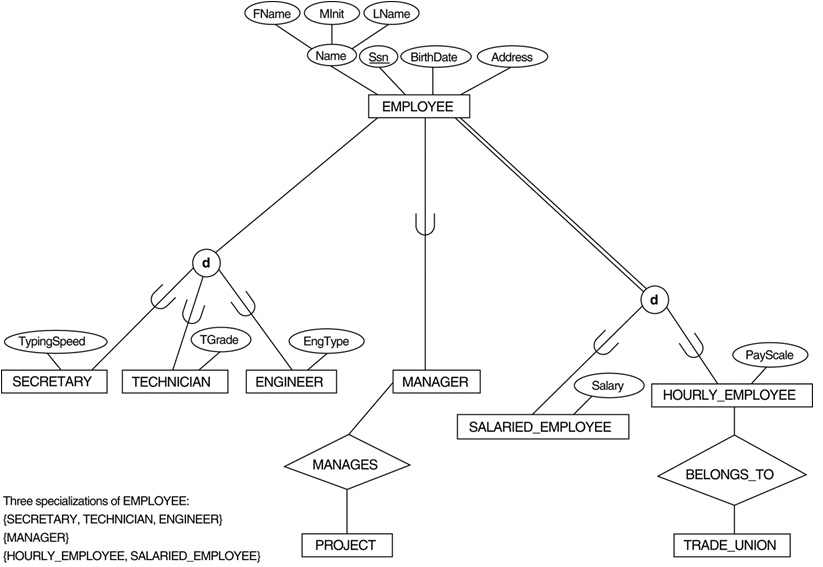 FName MInit LName
Name Ssn BirthDate Address
EMPLOYEE
d
d
TypingSpeed TGrade EngType
PayScale
SECRETARY TECHNICIAN ENGINEER MANAGER
Salary
HOURLY_EMPLOYEE
SALARIED_EMPLOYEE
MANAGES
BELONGS_TO
Three specializations of EMPLOYEE:
{SECRETARY, TECHNICIAN, ENGINEER}
{MANAGER}
{HOURLY_EMPLOYEE, SALARIED_EMPLOYEE}
PROJECT
TRADE_UNION